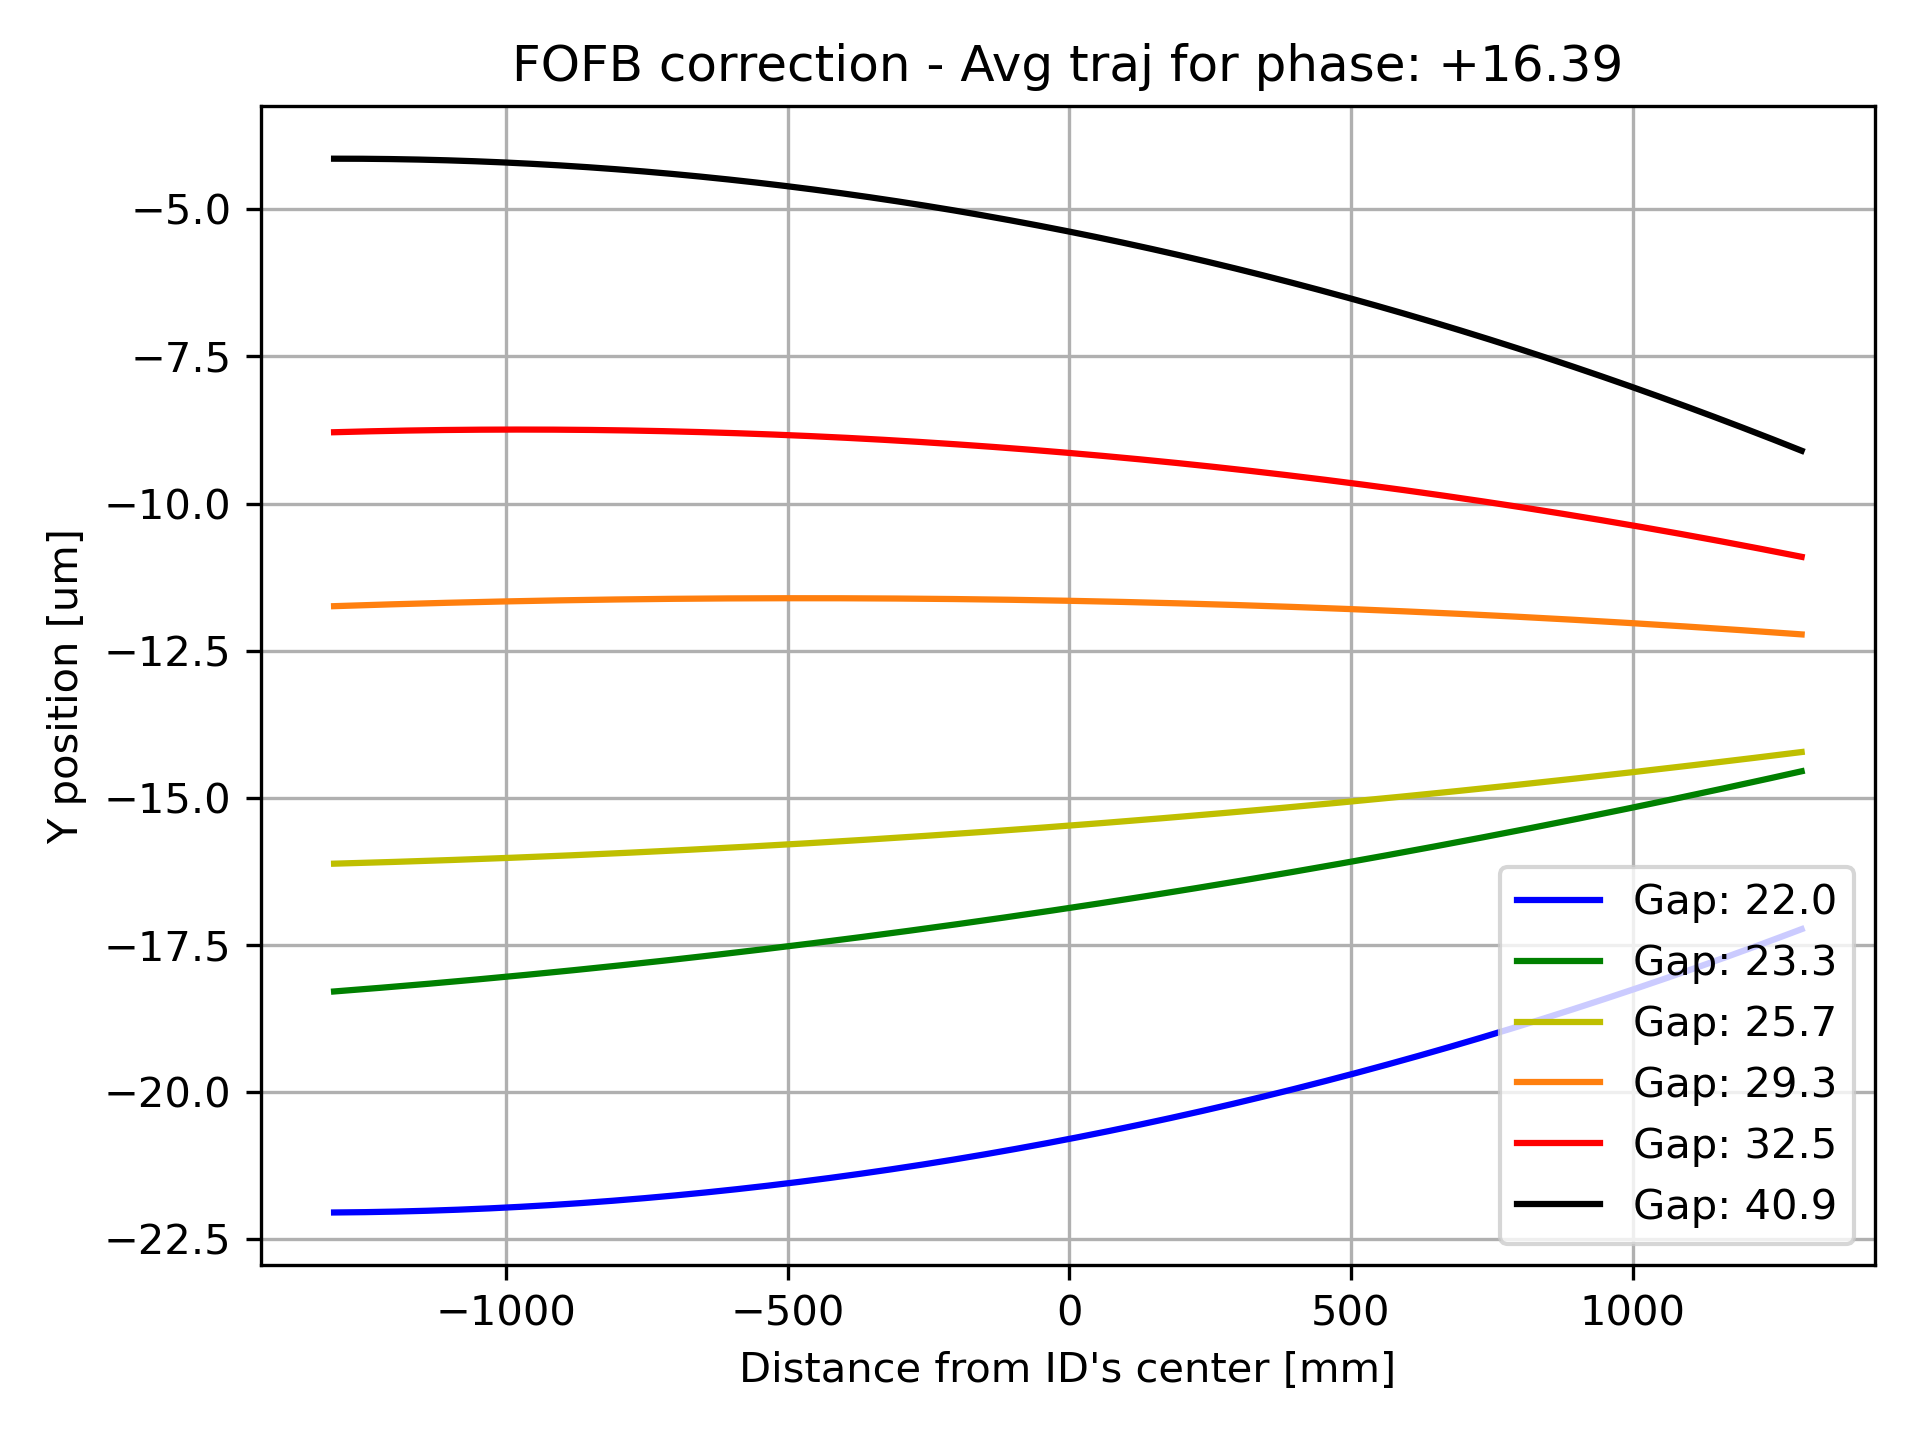 FOFB correction - Avg traj for phase: +16.39
Y position [um]
−5.0
−7.5
−10.0
−12.5
−15.0
−17.5
−20.0
−22.5
Gap: 22.0
Gap: 23.3
Gap: 25.7
Gap: 29.3
Gap: 32.5
Gap: 40.9
−1000 −500 0 500 1000
Distance from ID's center [mm]